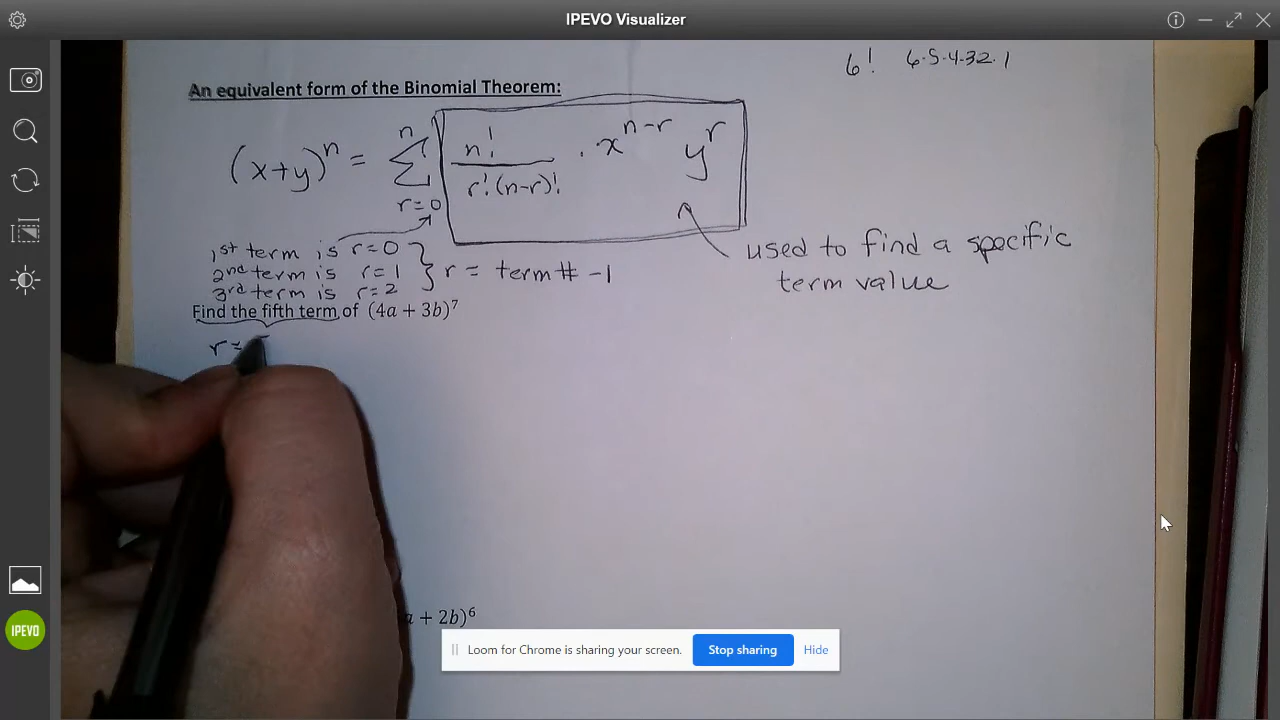 IPEVO Visualizer
6! 6·5·4·32·1
An equivalent form of the Binomial Theorem:
(x+y)^n = Σ_{r=0}^{n} n!/(r!(n-r)!) · x^{n-r} y^r
1st term is r=0
2nd term is r=1
3rd term is r=2
r = term# -1
used to find a specific
term value
Find the fifth term of (4a + 3b)⁷
r=
a + 2b)⁶
IPEVO
Loom for Chrome is sharing your screen.
Stop sharing
Hide